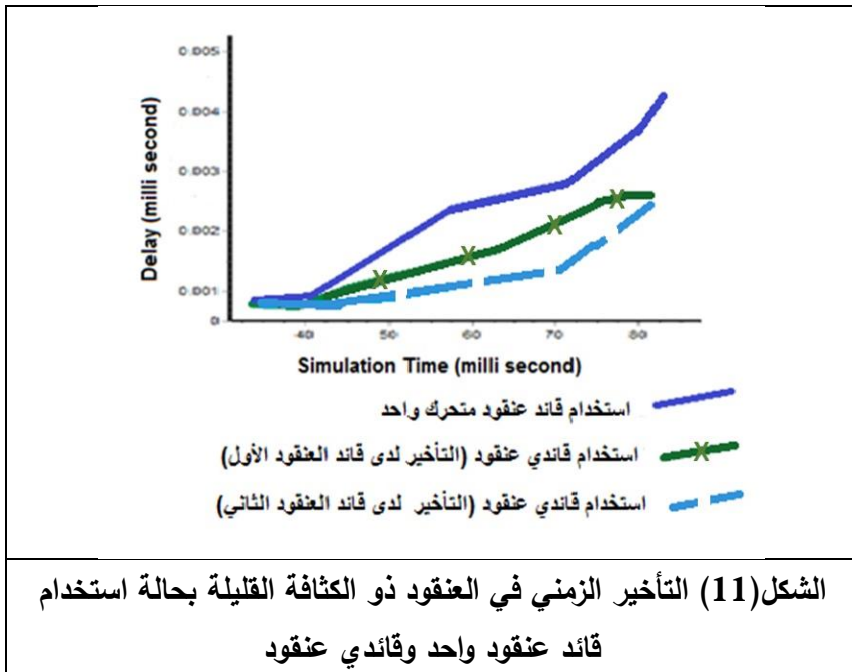 0.005
0.004
0.003
0.002
0.001
0
Delay (milli second)
40 50 60 70 80
Simulation Time (milli second)
استخدام قائد عنقود متحرك واحد
استخدام قائدي عنقود (التأخير لدى قائد العنقود الأول)
استخدام قائدي عنقود (التأخير لدى قائد العنقود الثاني)
الشكل(11) التأخير الزمني في العنقود ذو الكثافة القليلة بحالة استخدام
قائد عنقود واحد وقائدي عنقود